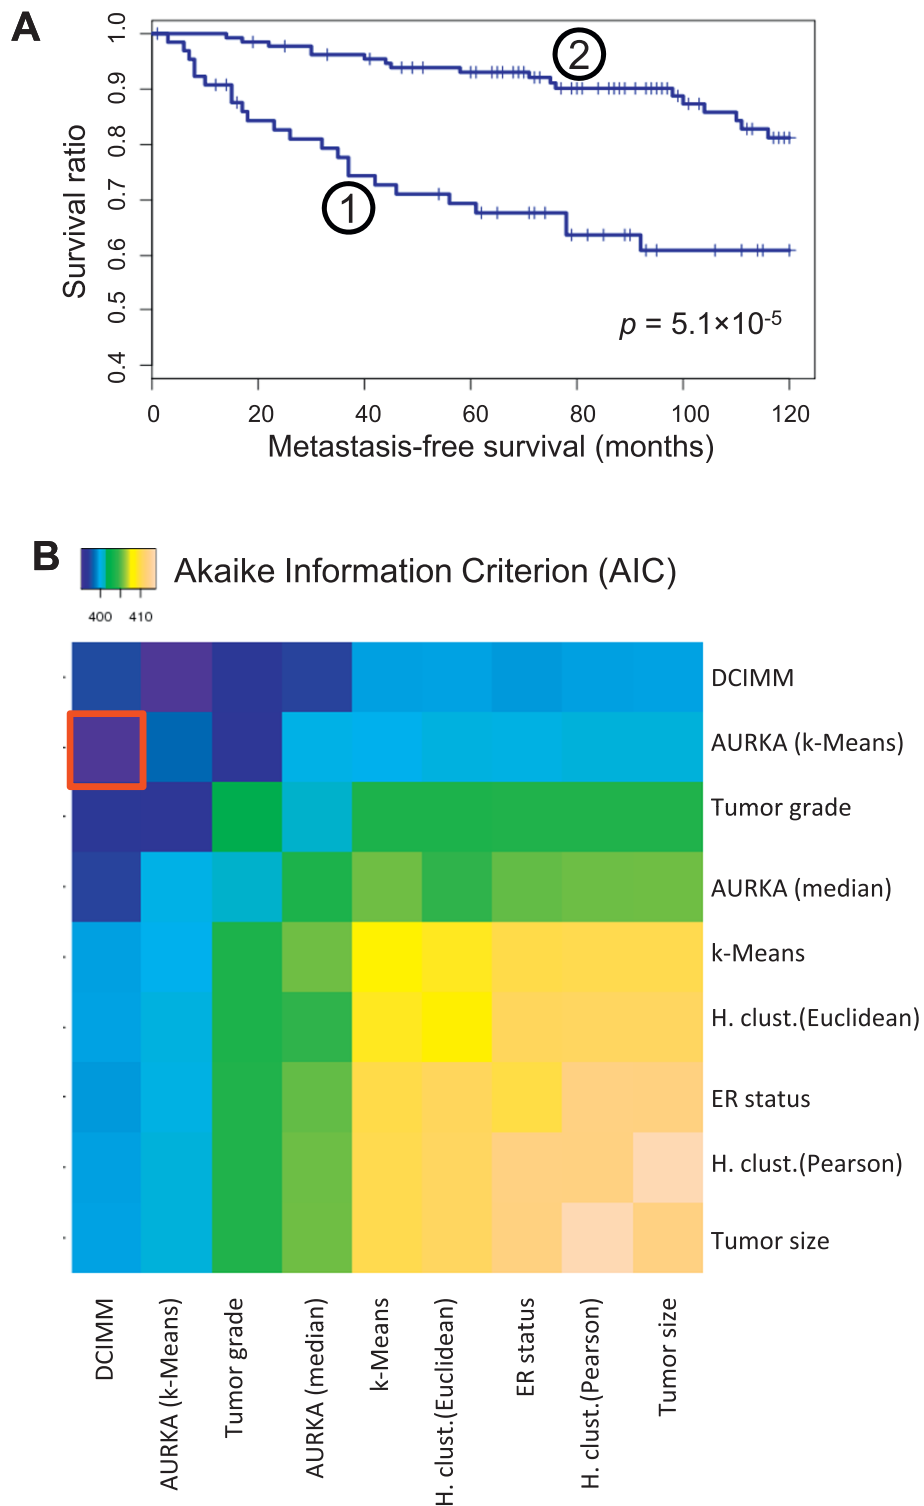 A
1.0
0.9
0.8
0.7
0.6
0.5
0.4
Survival ratio
2
1
p = 5.1×10-5
0 20 40 60 80 100 120
Metastasis-free survival (months)
B
Akaike Information Criterion (AIC)
400 410
DCIMM
AURKA (k-Means)
Tumor grade
AURKA (median)
k-Means
H. clust.(Euclidean)
ER status
H. clust.(Pearson)
Tumor size
DCIMM
AURKA (k-Means)
Tumor grade
AURKA (median)
k-Means
H. clust.(Euclidean)
ER status
H. clust.(Pearson)
Tumor size